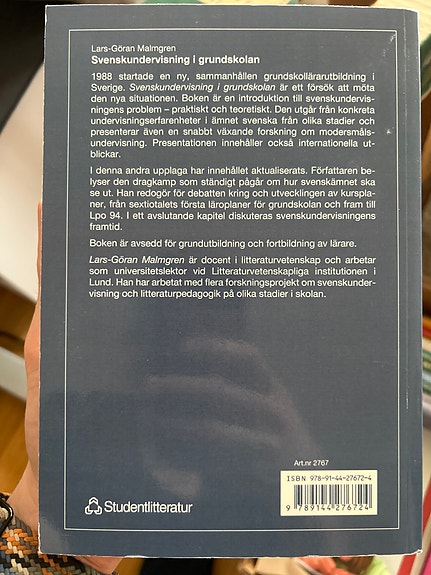 Lars-Göran Malmgren
Svenskundervisning i grundskolan
1988 startade en ny, sammanhållen grundskollärarutbildning i
Sverige. Svenskundervisning i grundskolan är ett försök att möta
den nya situationen. Boken är en introduktion till svenskundervis-
ningens problem – praktiskt och teoretiskt. Den utgår från konkreta
undervisningserfarenheter i ämnet svenska från olika stadier och
presenterar även en snabbt växande forskning om modersmåls-
undervisning. Presentationen innehåller också internationella ut-
blickar.
I denna andra upplaga har innehållet aktualiserats. Författaren be-
lyser den dragkamp som ständigt pågår om hur svenskämnet ska
se ut. Han redogör för debatten kring och utvecklingen av kurspla-
ner, från sextiotalets första läroplaner för grundskolan och fram till
Lpo 94. I ett avslutande kapitel diskuteras svenskundervisningens
framtid.
Boken är avsedd för grundutbildning och fortbildning av lärare.
Lars-Göran Malmgren är docent i litteraturvetenskap och arbetar
som universitetslektor vid Litteraturvetenskapliga institutionen i
Lund. Han har arbetat med flera forskningsprojekt om svenskunder-
visning och litteraturpedagogik på olika stadier i skolan.
Art.nr 2767
ISBN 978-91-44-27672-4
9 789144 276724
Studentlitteratur